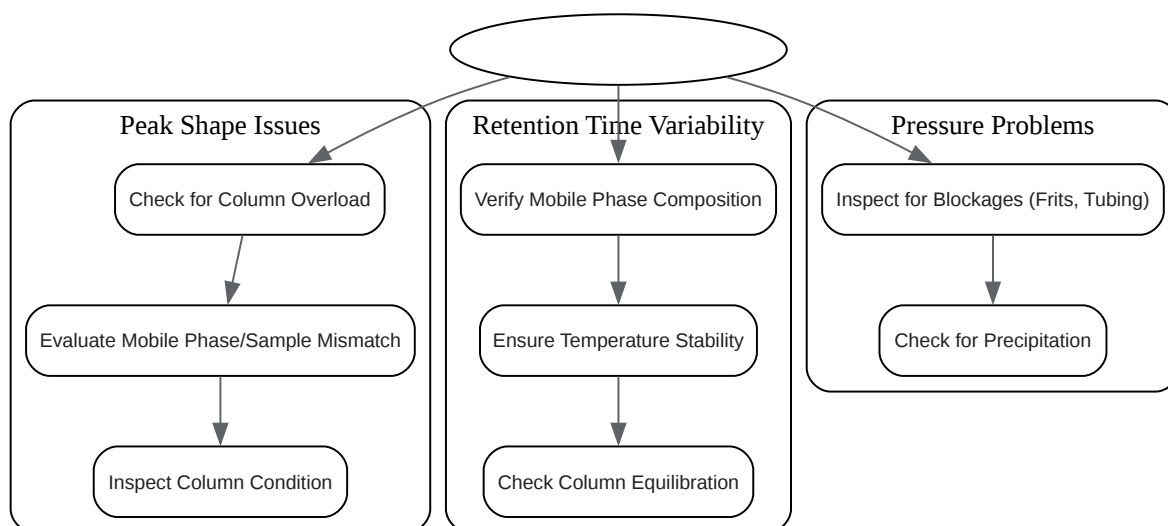 Peak Shape Issues
Check for Column Overload
Evaluate Mobile Phase/Sample Mismatch
Inspect Column Condition
Retention Time Variability
Verify Mobile Phase Composition
Ensure Temperature Stability
Check Column Equilibration
Pressure Problems
Inspect for Blockages (Frits, Tubing)
Check for Precipitation